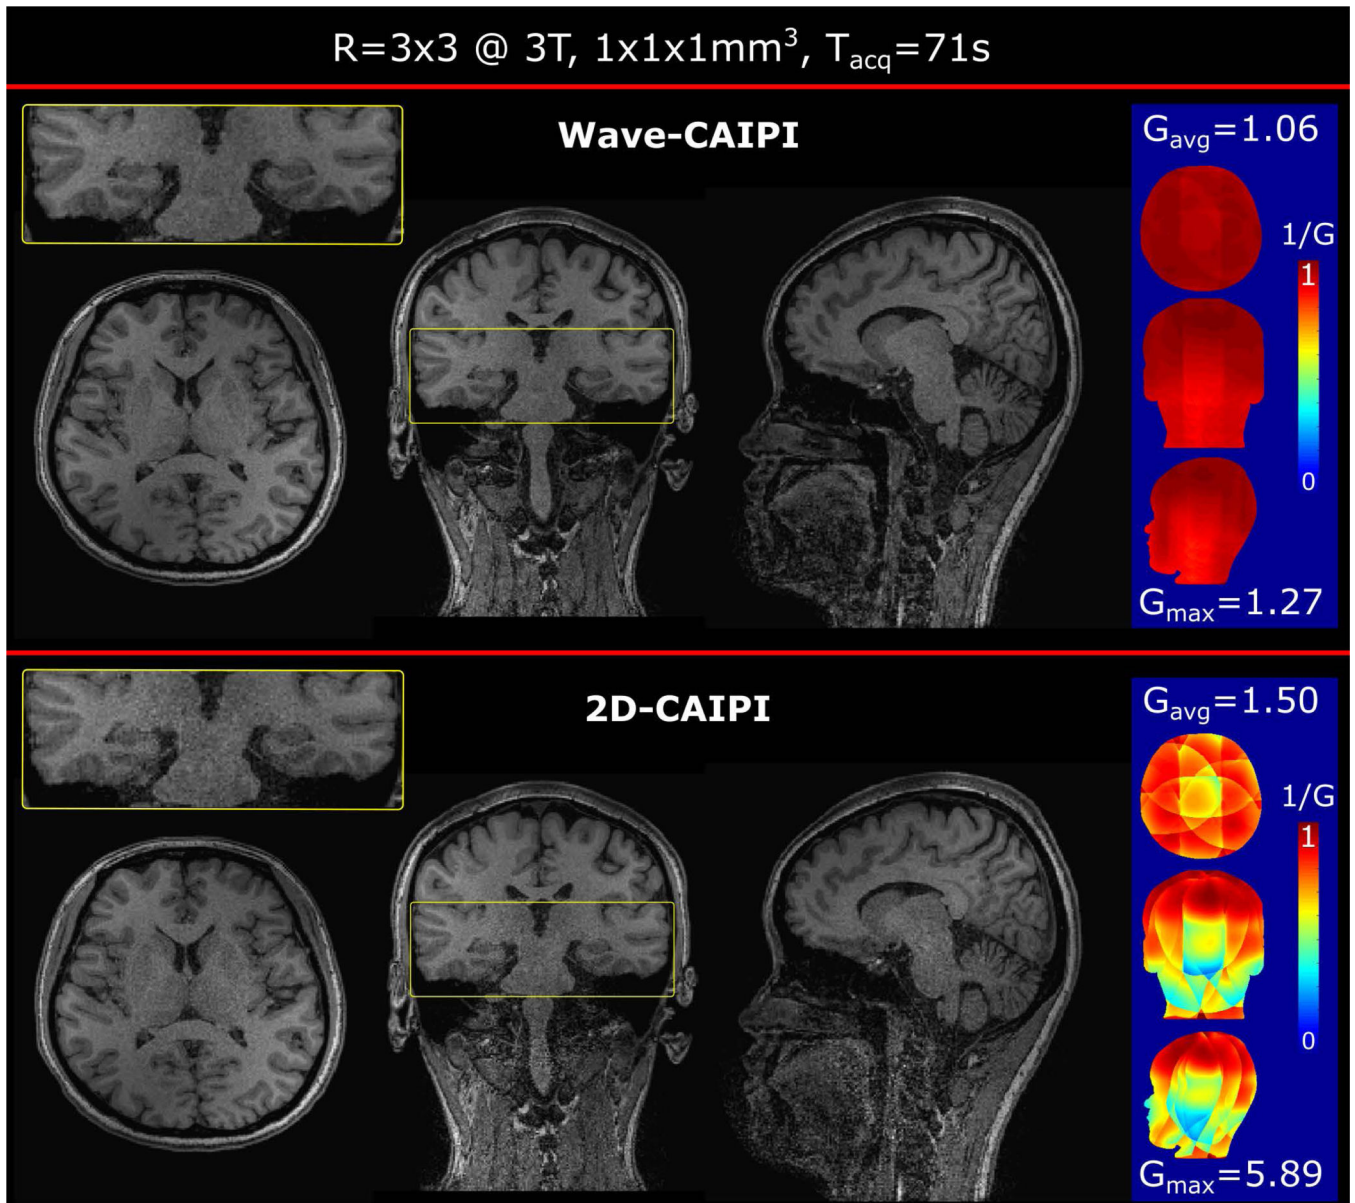 R=3x3 @ 3T, 1x1x1mm³, Tacq=71s
Wave-CAIPI
Gavg=1.06
1/G
1
0
Gmax=1.27
2D-CAIPI
Gavg=1.50
1/G
1
0
Gmax=5.89